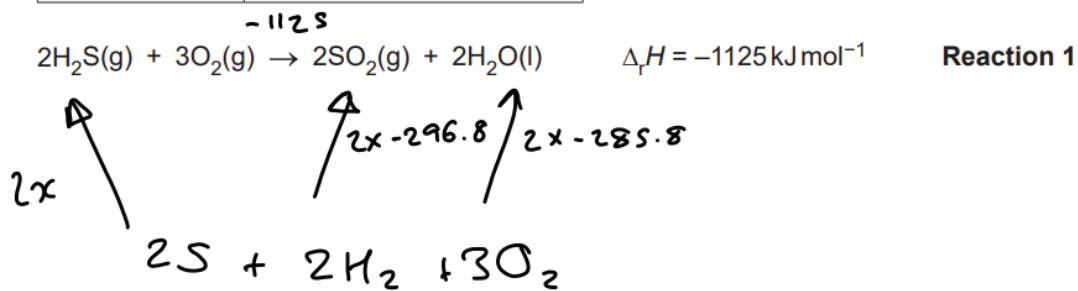 -1125
2H₂S(g) + 3O₂(g) → 2SO₂(g) + 2H₂O(l) ΔᵣH = –1125 kJ mol⁻¹ Reaction 1
2x -296.8 2x -285.8
2x
2S + 2H₂ + 3O₂